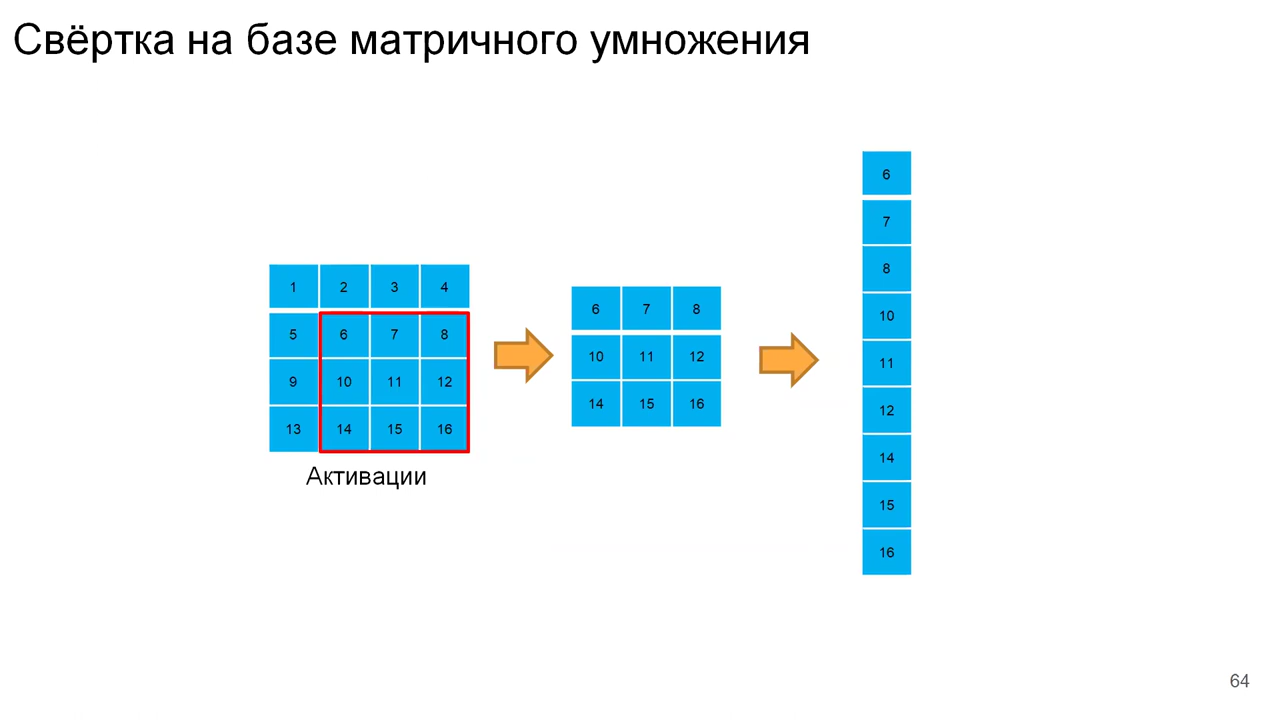 Свёртка на базе матричного умножения
1 2 3 4
5 6 7 8
9 10 11 12
13 14 15 16
Активации
6 7 8
10 11 12
14 15 16
6
7
8
10
11
12
14
15
16
64